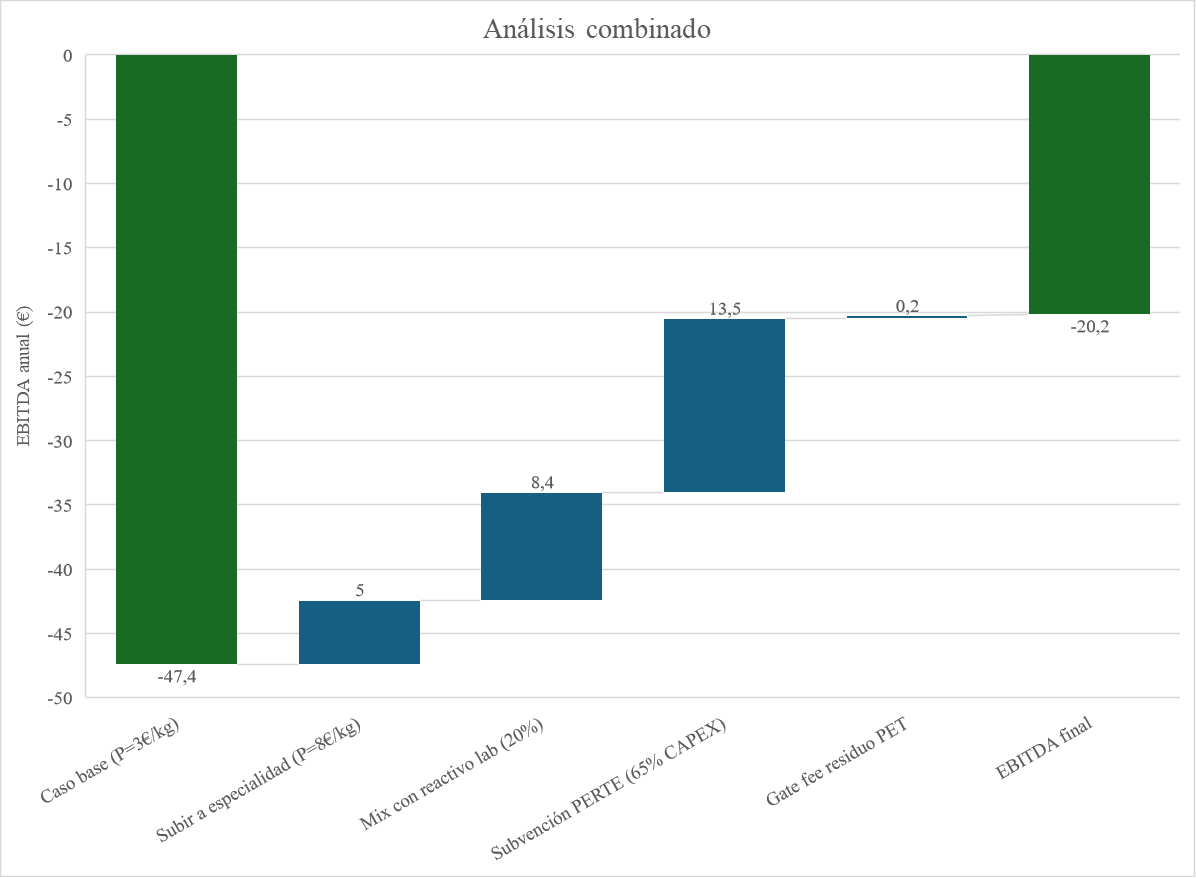 Análisis combinado
EBITDA anual (€)
0
-5
-10
-15
-20
-25
-30
-35
-40
-45
-50
-47,4
5
8,4
13,5
0,2
-20,2
Caso base (P=3€/kg)
Subir a especialidad (P=8€/kg)
Mix con reactivo lab (20%)
Subvención PERTE (65% CAPEX)
Gate fee residuo PET
EBITDA final